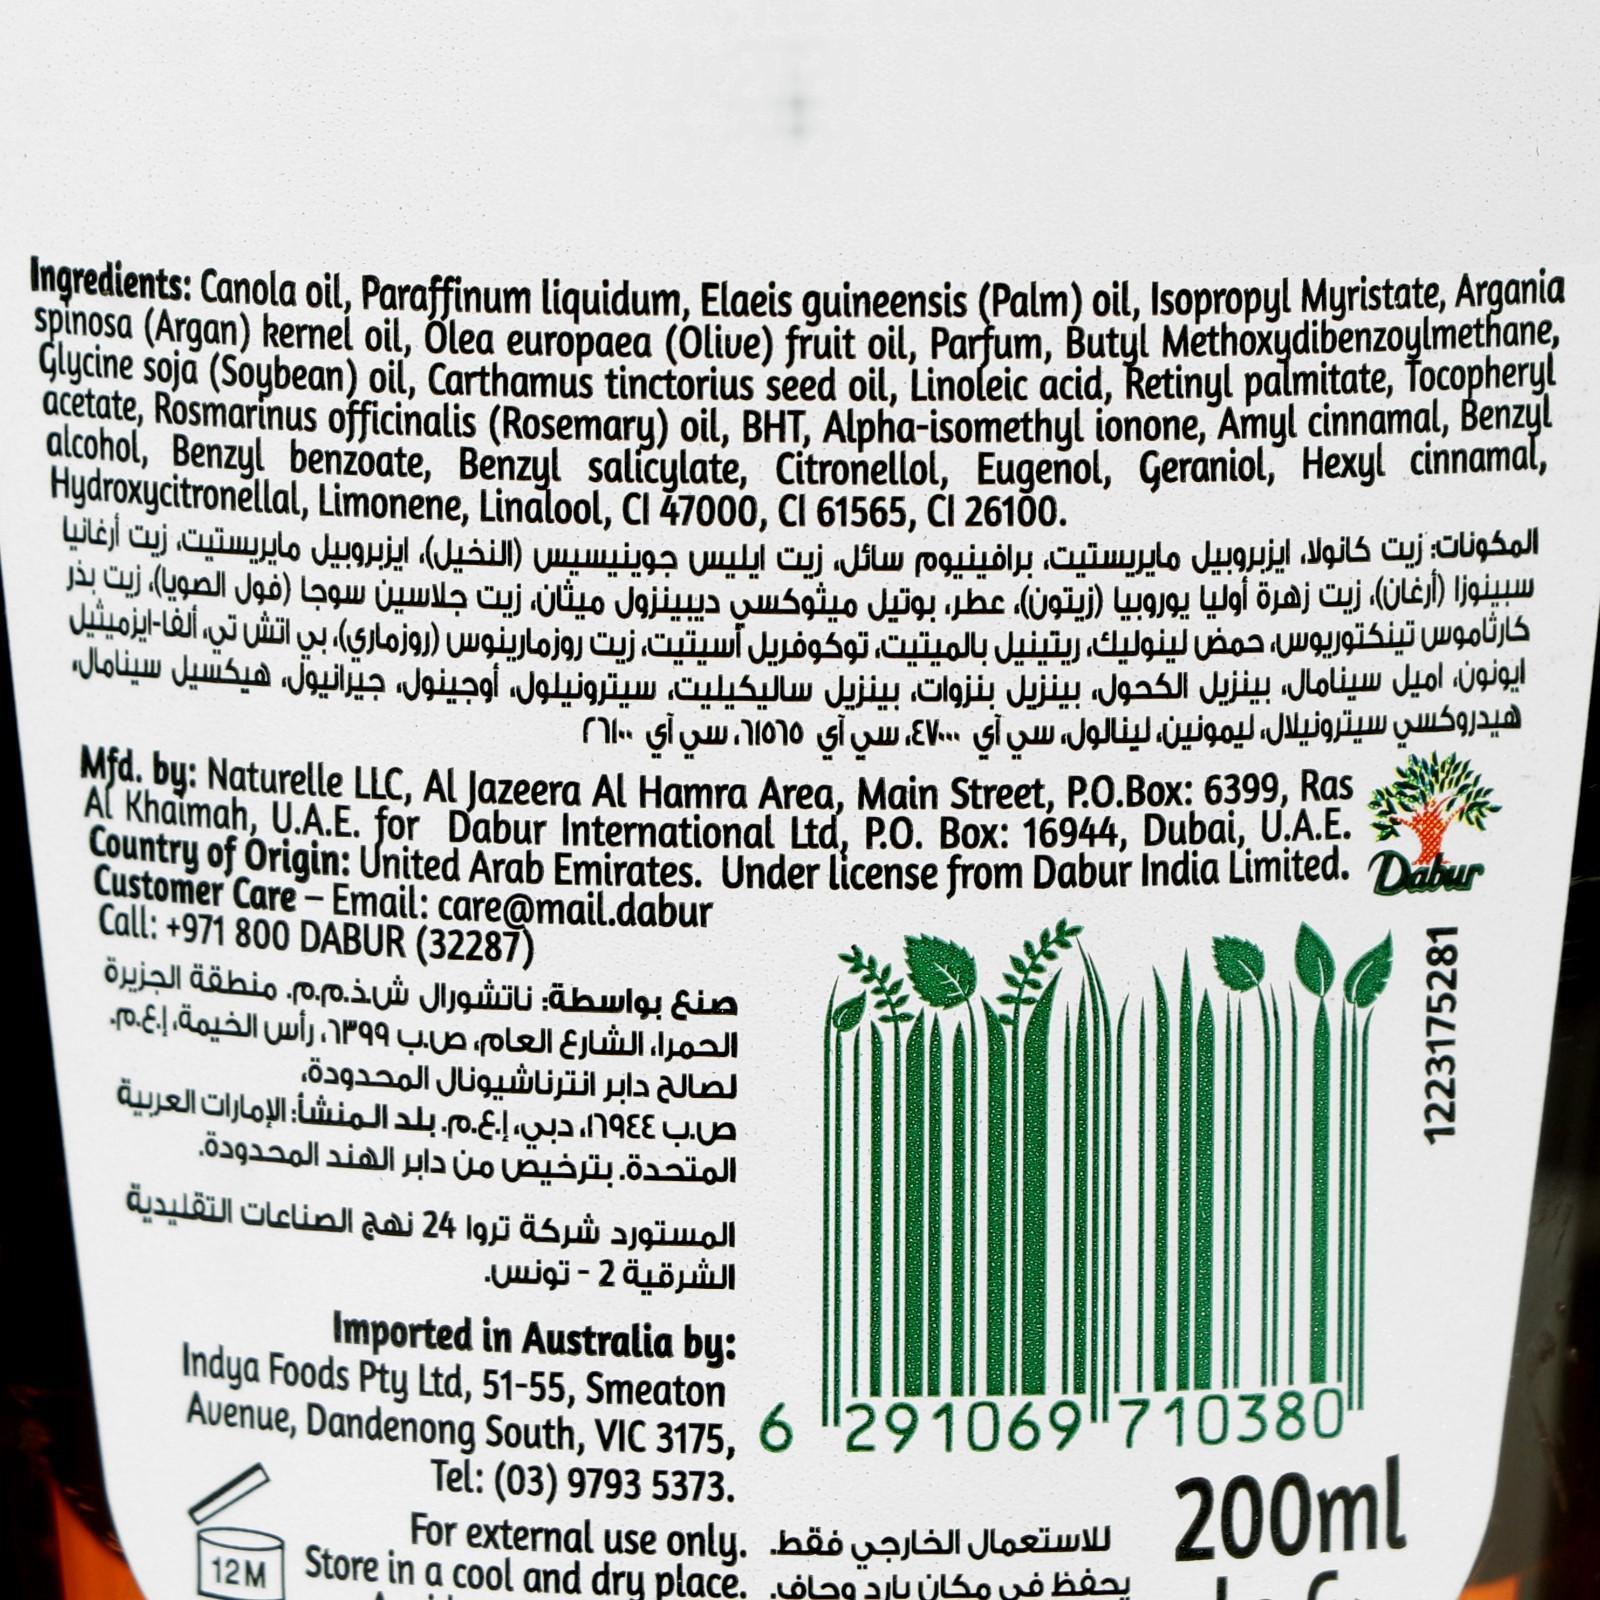 Ingredients: Canola oil, Paraffinum liquidum, Elaeis guineensis (Palm) oil, Isopropyl Myristate, Argania
spinosa (Argan) kernel oil, Olea europaea (Olive) fruit oil, Parfum, Butyl Methoxydibenzoylmethane,
Glycine soja (Soybean) oil, Carthamus tinctorius seed oil, Linoleic acid, Retinyl palmitate, Tocopheryl
acetate, Rosmarinus officinalis (Rosemary) oil, BHT, Alpha-isomethyl ionone, Amyl cinnamal, Benzyl
alcohol, Benzyl benzoate, Benzyl salicylate, Citronellol, Eugenol, Geraniol, Hexyl cinnamal,
Hydroxycitronellal, Limonene, Linalool, CI 47000, CI 61565, CI 26100.
المكونات: زيت كانولا، ايزبروبيل مايريستيت، برافينيوم سائل، زيت ايليس جوينيسيس (النخيل)، ايزبروبيل مايريستيت، زيت أرغانيا
سبينوزا (أرغان)، زيت زهرة أوليا يوروبيا (زيتون)، عطر، بوتيل ميثوكسي ديبينزول ميثان، زيت جلاسين سوجا (فول الصويا)، زيت بذر
كارثاموس تينكتوريوس، حمض لينوليك، ريتينيل بالميتيت، توكوفريل أسيتيت، زيت روزمارينوس (روزماري)، بي اتش تي، ألفا-ايزميثيل
ايونون، اميل سينامال، بينزيل الكحول، بينزيل بنزوات، بينزيل ساليكيليت، سيترونيلول، أوجينول، جيرانيول، هيكسيل سينامال،
هيدروكسي سيترونيلال، ليمونين، لينالول، سي آي ٤٧٠٠٠، سي آي ٦١٥٦٥، سي آي ٢٦١٠٠
Mfd. by: Naturelle LLC, Al Jazeera Al Hamra Area, Main Street, P.O.Box: 6399, Ras
Al Khaimah, U.A.E. for Dabur International Ltd, P.O. Box: 16944, Dubai, U.A.E.
Country of Origin: United Arab Emirates. Under license from Dabur India Limited.
Dabur
Customer Care – Email: care@mail.dabur
Call: +971 800 DABUR (32287)
صنع بواسطة: ناتشورال ش.ذ.م.م. منطقة الجزيرة
الحمرا، الشارع العام، ص.ب ٦٣٩٩، رأس الخيمة، إ.ع.م.
لصالح دابر انترناشيونال المحدودة،
ص.ب ١٦٩٤٤، دبي، إ.ع.م. بلد المنشأ: الإمارات العربية
المتحدة. بترخيص من دابر الهند المحدودة.
المستورد شركة تروا 24 نهج الصناعات التقليدية
الشرقية 2 - تونس.
Imported in Australia by:
Indya Foods Pty Ltd, 51-55, Smeaton
Avenue, Dandenong South, VIC 3175,
Tel: (03) 9793 5373.
1223175281
6 291069 710380
200ml
12M
For external use only.
Store in a cool and dry place.
للاستعمال الخارجي فقط.
يحفظ في مكان بارد وجاف.